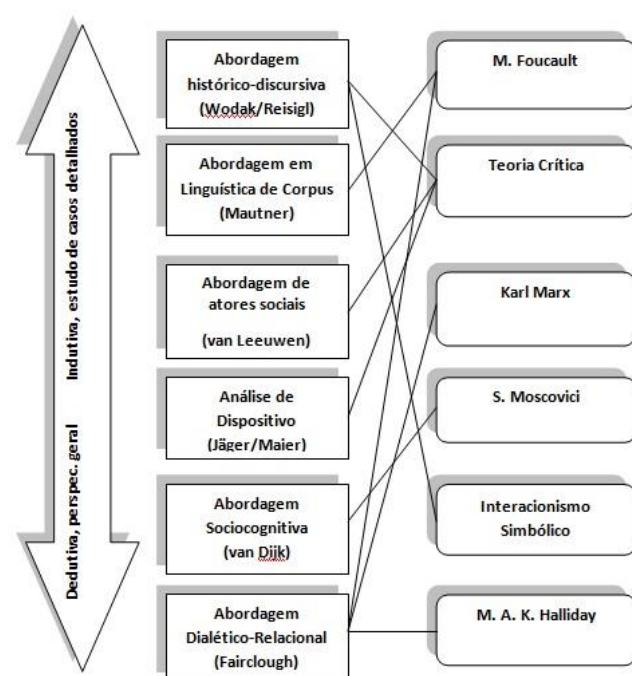 Indutiva, estudo de casos detalhados
Dedutiva, perspec. geral
Abordagem
histórico-discursiva
(Wodak/Reisigl)
Abordagem em
Linguística de Corpus
(Mautner)
Abordagem de
atores sociais
(van Leeuwen)
Análise de
Dispositivo
(Jäger/Maier)
Abordagem
Sociocognitiva
(van Dijk)
Abordagem
Dialético-Relacional
(Fairclough)
M. Foucault
Teoria Crítica
Karl Marx
S. Moscovici
Interacionismo
Simbólico
M. A. K. Halliday